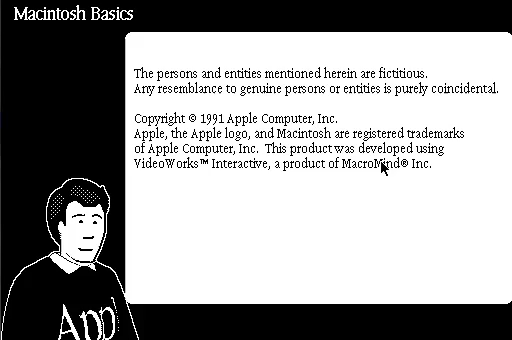 Macintosh Basics
The persons and entities mentioned herein are fictitious.
Any resemblance to genuine persons or entities is purely coincidental.
Copyright © 1991 Apple Computer, Inc.
Apple, the Apple logo, and Macintosh are registered trademarks
of Apple Computer, Inc. This product was developed using
VideoWorks™ Interactive, a product of MacroMind® Inc.
App